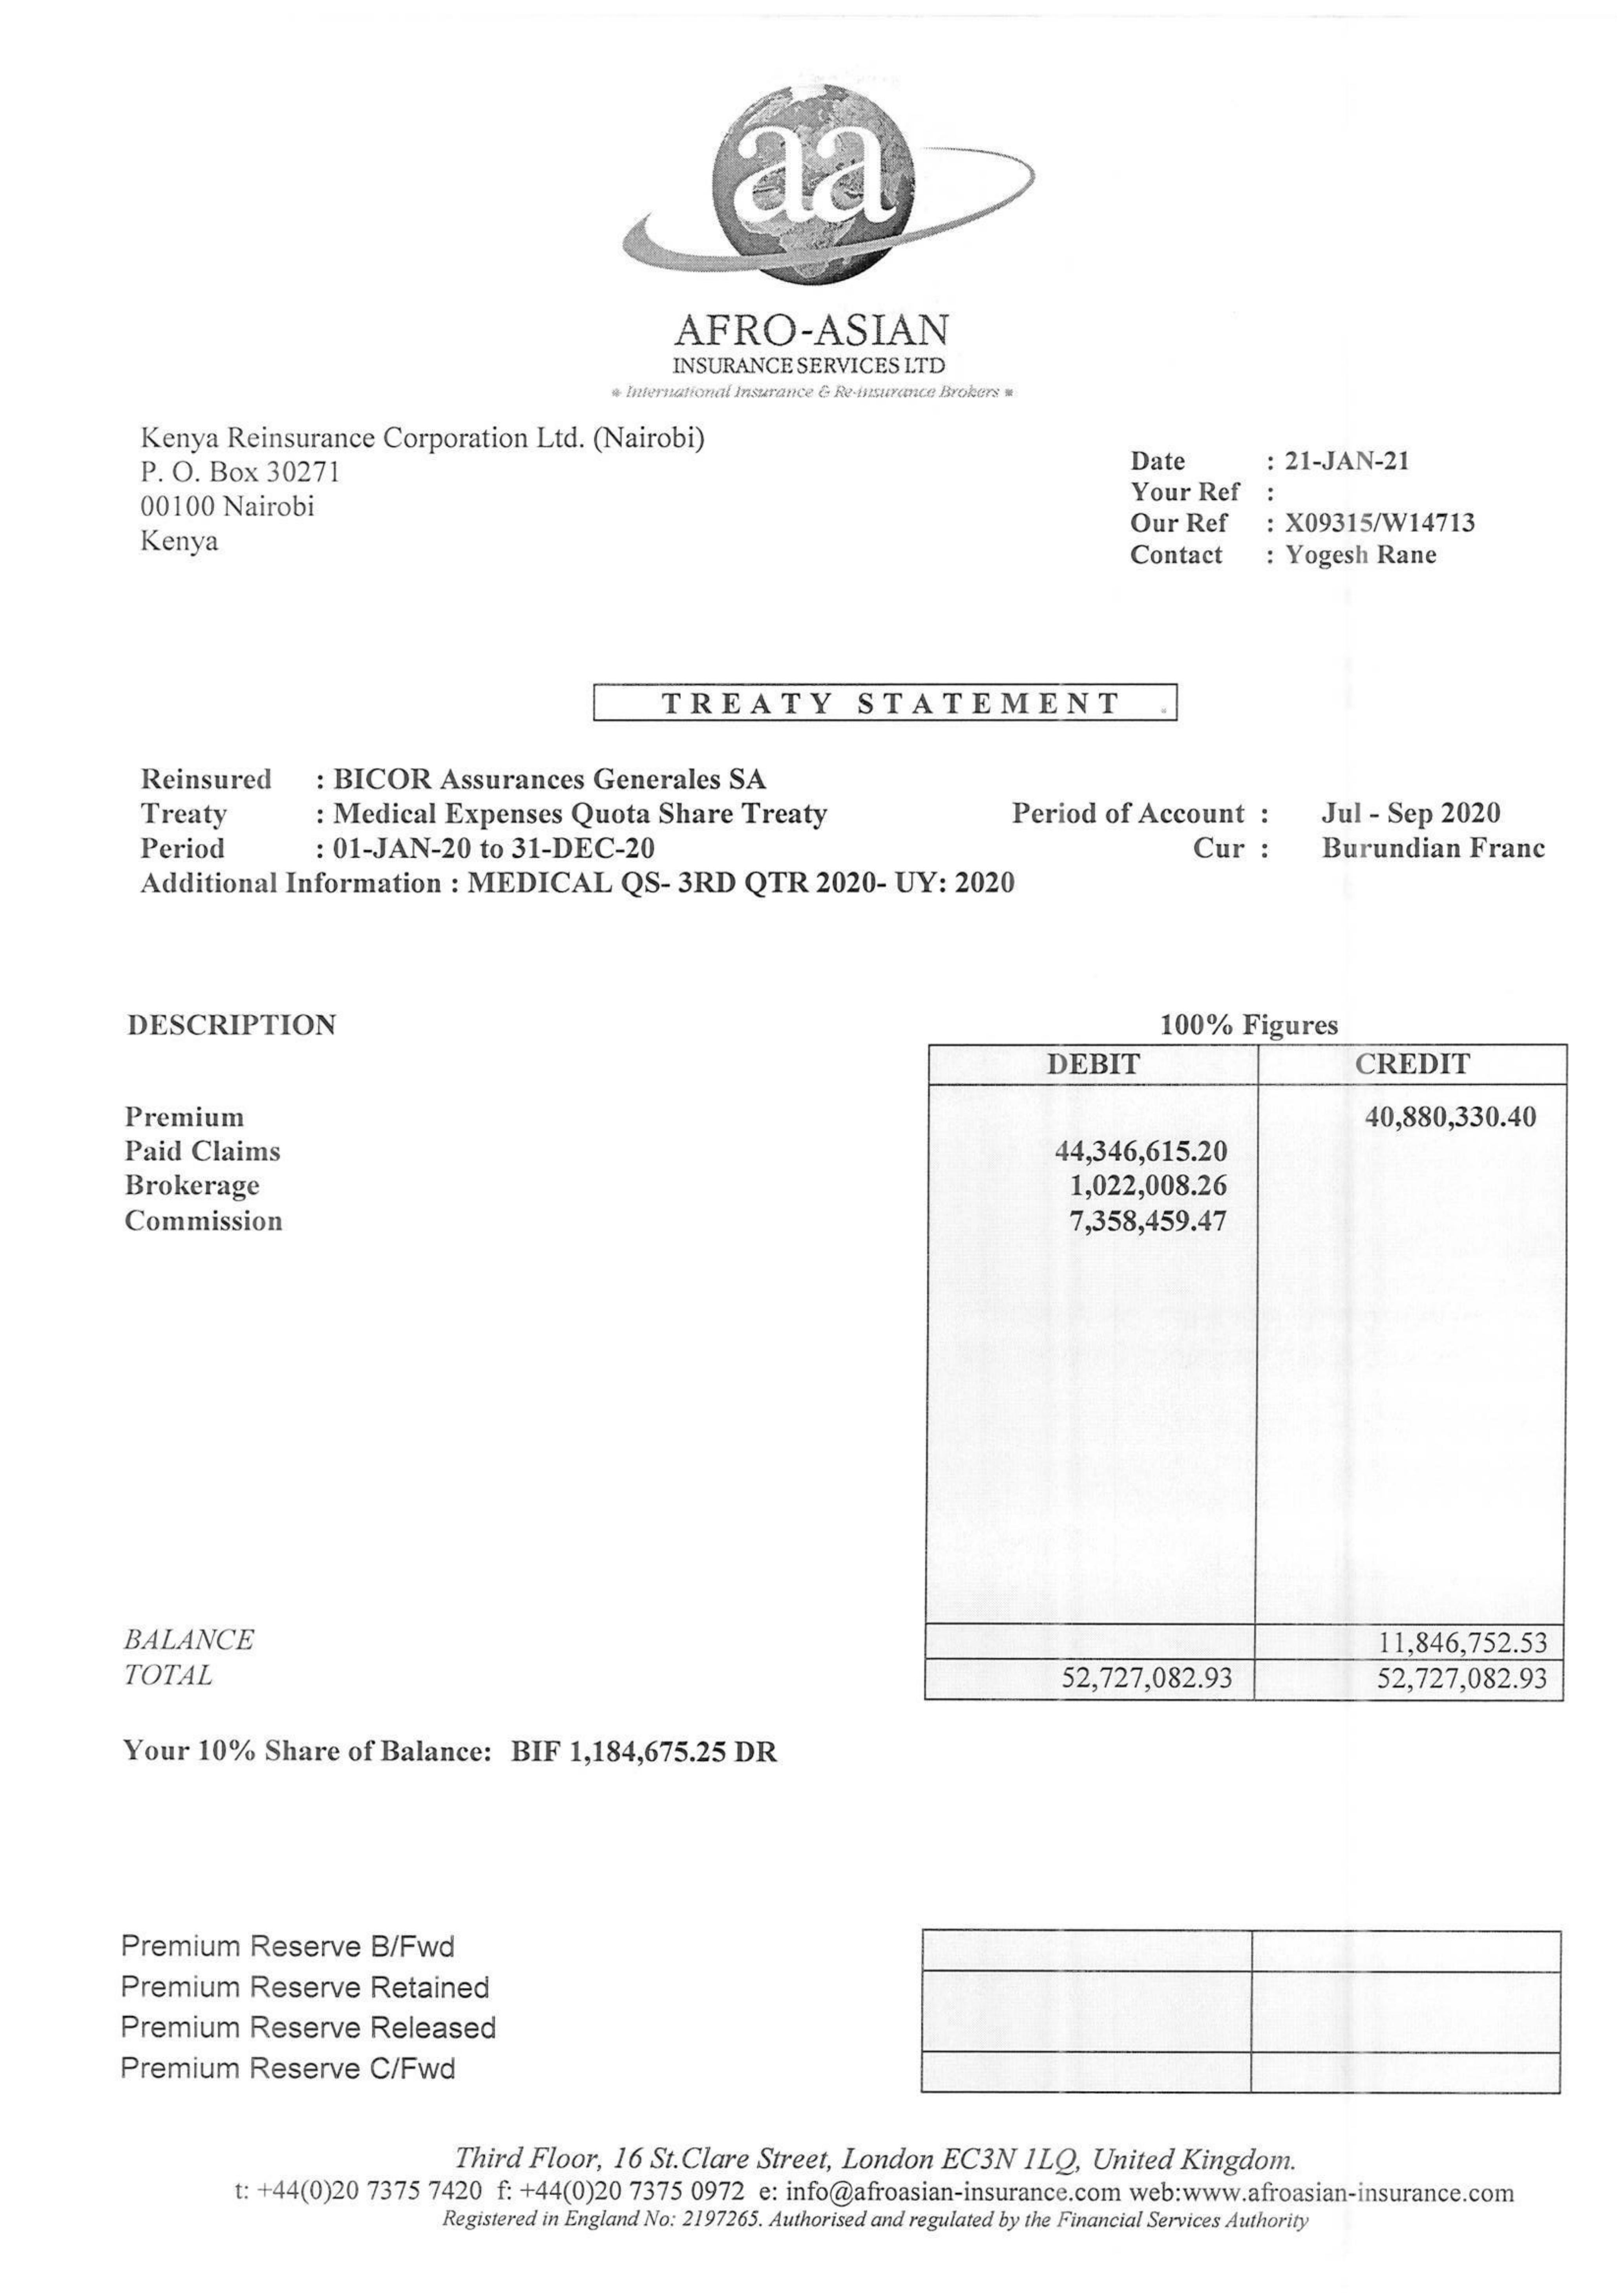 aa
AFRO-ASIAN
INSURANCE SERVICES LTD
International Insurance & Re-insurance Brokers
Kenya Reinsurance Corporation Ltd. (Nairobi)
P. O. Box 30271
00100 Nairobi
Kenya
Date : 21-JAN-21
Your Ref :
Our Ref : X09315/W14713
Contact : Yogesh Rane
TREATY STATEMENT
Reinsured : BICOR Assurances Generales SA
Treaty : Medical Expenses Quota Share Treaty Period of Account : Jul - Sep 2020
Period : 01-JAN-20 to 31-DEC-20 Cur : Burundian Franc
Additional Information : MEDICAL QS- 3RD QTR 2020- UY: 2020
DESCRIPTION 100% Figures
DEBIT CREDIT
Premium 40,880,330.40
Paid Claims 44,346,615.20
Brokerage 1,022,008.26
Commission 7,358,459.47
BALANCE 11,846,752.53
TOTAL 52,727,082.93 52,727,082.93
Your 10% Share of Balance: BIF 1,184,675.25 DR
Premium Reserve B/Fwd
Premium Reserve Retained
Premium Reserve Released
Premium Reserve C/Fwd
Third Floor, 16 St.Clare Street, London EC3N 1LQ, United Kingdom.
t: +44(0)20 7375 7420 f: +44(0)20 7375 0972 e: info@afroasian-insurance.com web:www.afroasian-insurance.com
Registered in England No: 2197265. Authorised and regulated by the Financial Services Authority